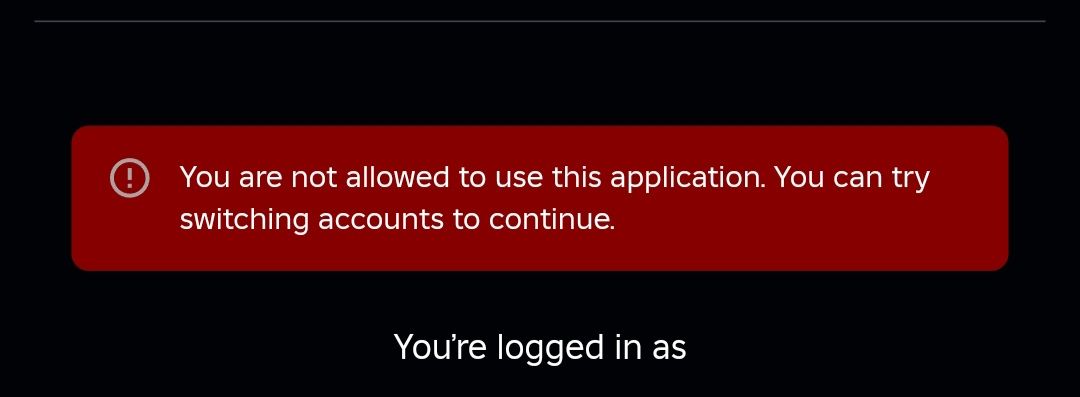 You are not allowed to use this application. You can try
switching accounts to continue.
You’re logged in as